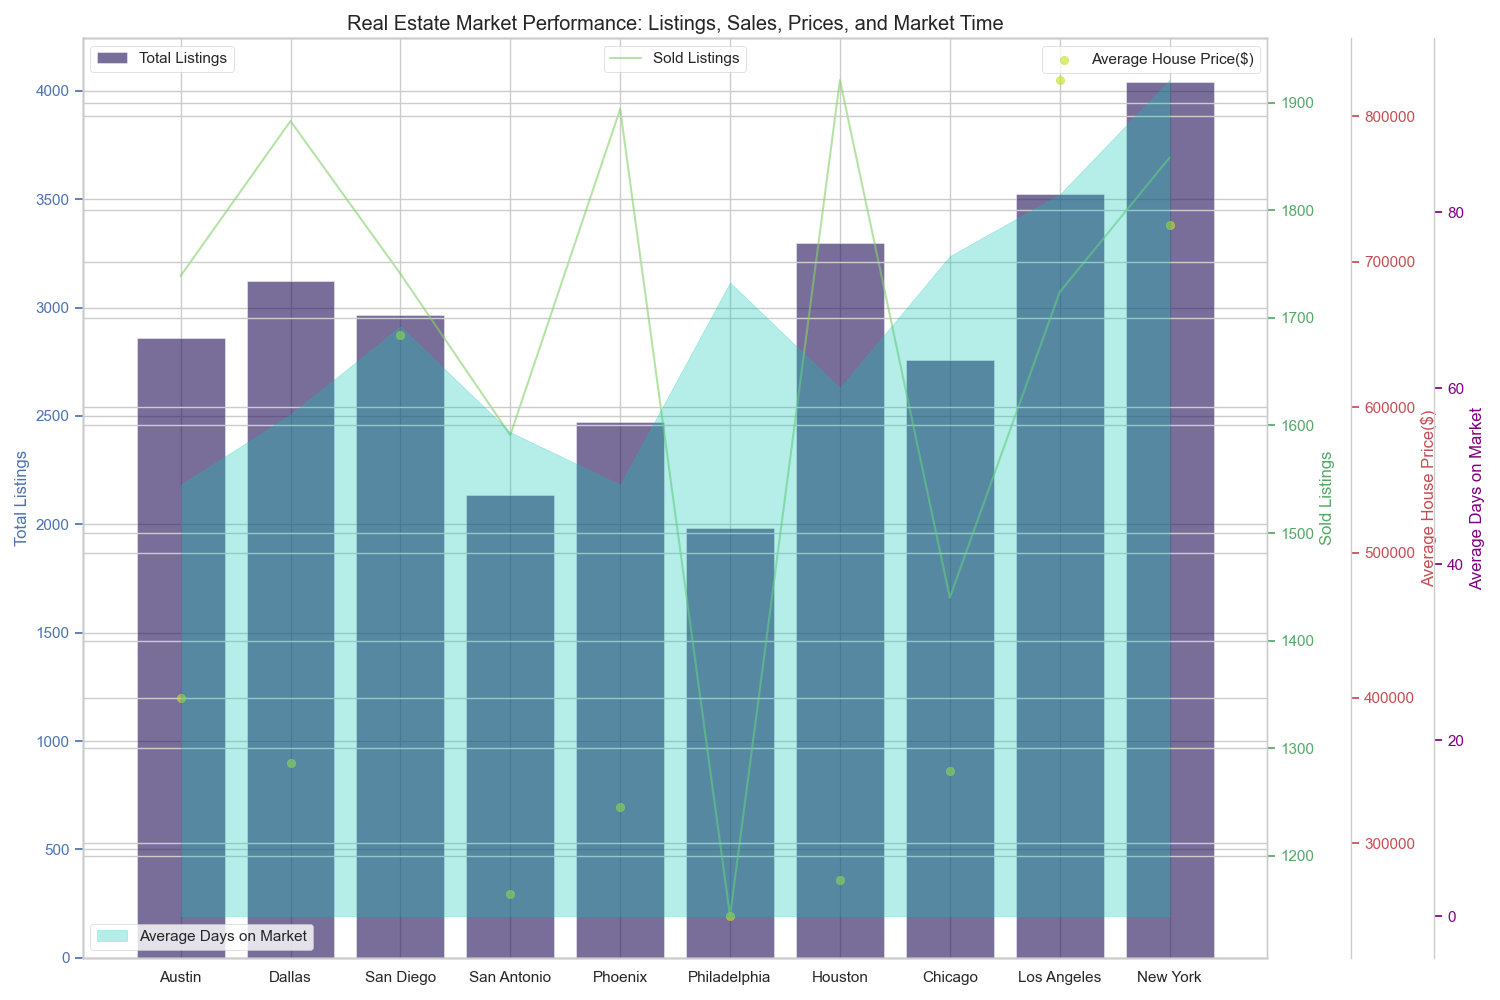 Real Estate Market Performance: Listings, Sales, Prices, and Market Time
Total Listings
Sold Listings
Average House Price($)
Average Days on Market
Total Listings
4000
3500
3000
2500
2000
1500
1000
500
0
Austin
Dallas
San Diego
San Antonio
Phoenix
Philadelphia
Houston
Chicago
Los Angeles
New York
1900
1800
1700
1600
1500
1400
1300
1200
Sold Listings
800000
700000
600000
500000
400000
300000
Average House Price($)
80
60
40
20
0
Average Days on Market